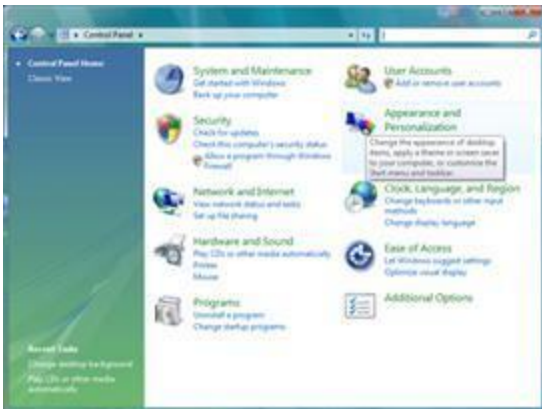 Control Panel
Control Panel Home
Classic View
System and Maintenance
Get started with Windows
Back up your computer
Security
Check for updates
Check this computer's security status
Allow a program through Windows
Firewall
Network and Internet
View network status and tasks
Set up file sharing
Hardware and Sound
Play CDs or other media automatically
Printer
Mouse
Programs
Uninstall a program
Change startup programs
User Accounts
Add or remove user accounts
Appearance and
Personalization
Change the appearance of desktop
items, apply a theme or screen saver
to your computer, or customize the
Start menu and taskbar.
Clock, Language, and Region
Change keyboards or other input
methods
Change display language
Ease of Access
Let Windows suggest settings
Optimize visual display
Additional Options
Recent Tasks
Change desktop background
Play CDs or other media
automatically